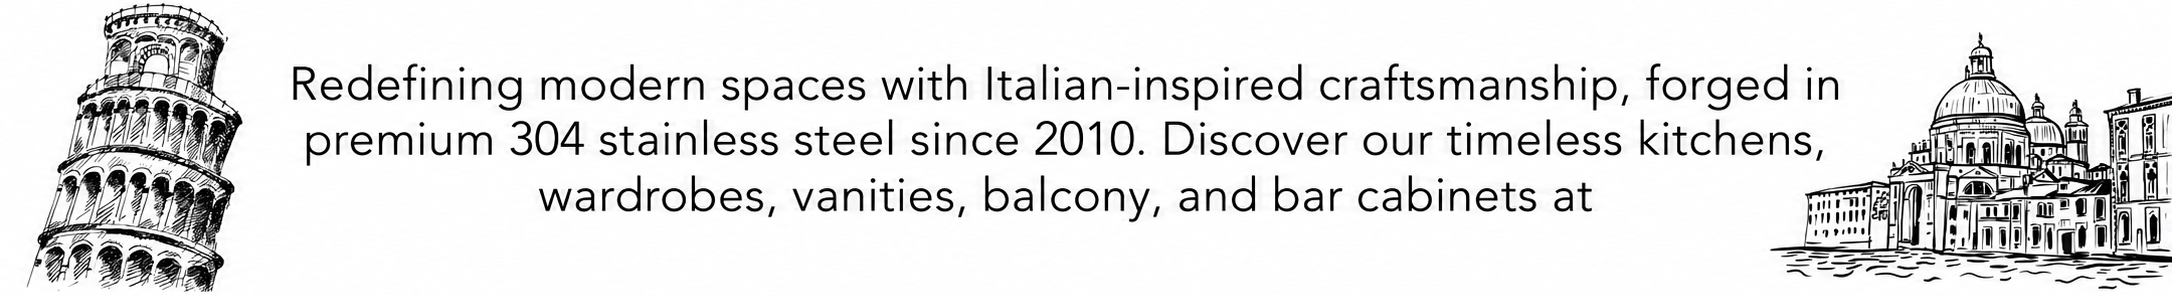 Redefining modern spaces with Italian-inspired craftsmanship, forged in
premium 304 stainless steel since 2010. Discover our timeless kitchens,
wardrobes, vanities, balcony, and bar cabinets at